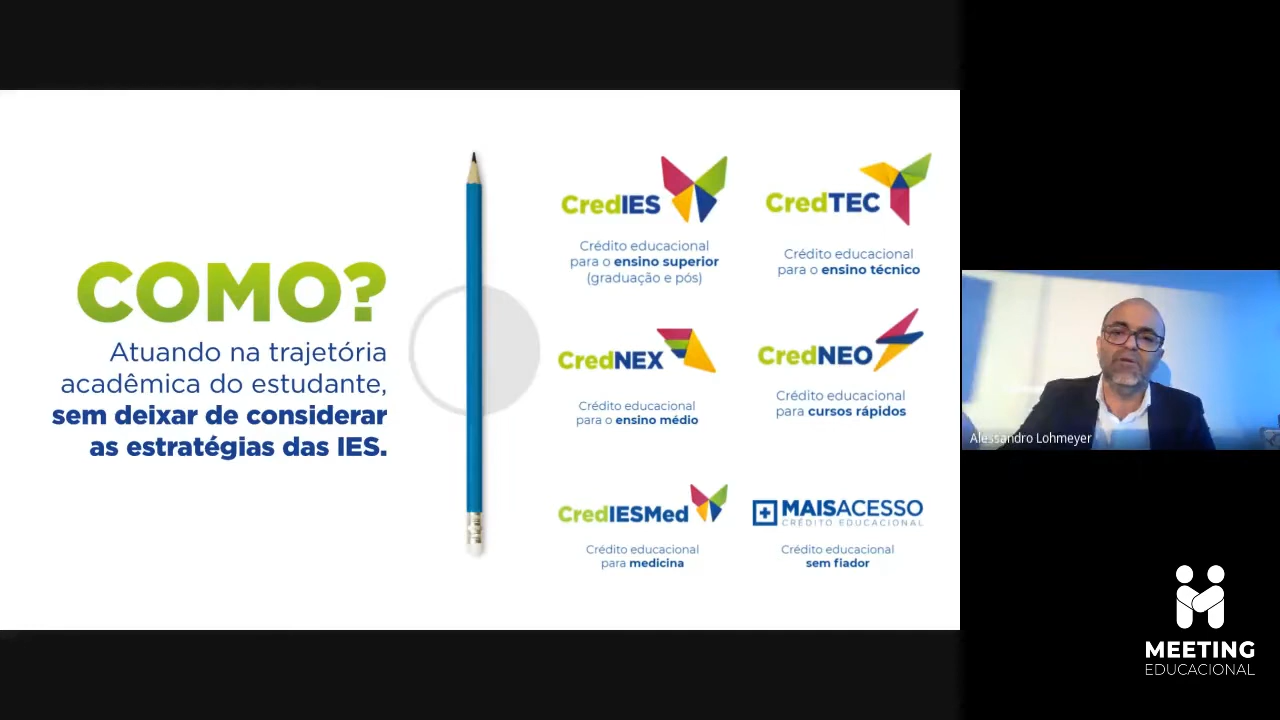 COMO?
Atuando na trajetória
acadêmica do estudante,
sem deixar de considerar
as estratégias das IES.
CredIES
Crédito educacional
para o ensino superior
(graduação e pós)
CredTEC
Crédito educacional
para o ensino técnico
CredNEX
Crédito educacional
para o ensino médio
CredNEO
Crédito educacional
para cursos rápidos
CredIESMed
Crédito educacional
para medicina
MAISACESSO
CRÉDITO EDUCACIONAL
Crédito educacional
sem fiador
Alessandro Lohmeyer
MEETING
EDUCACIONAL